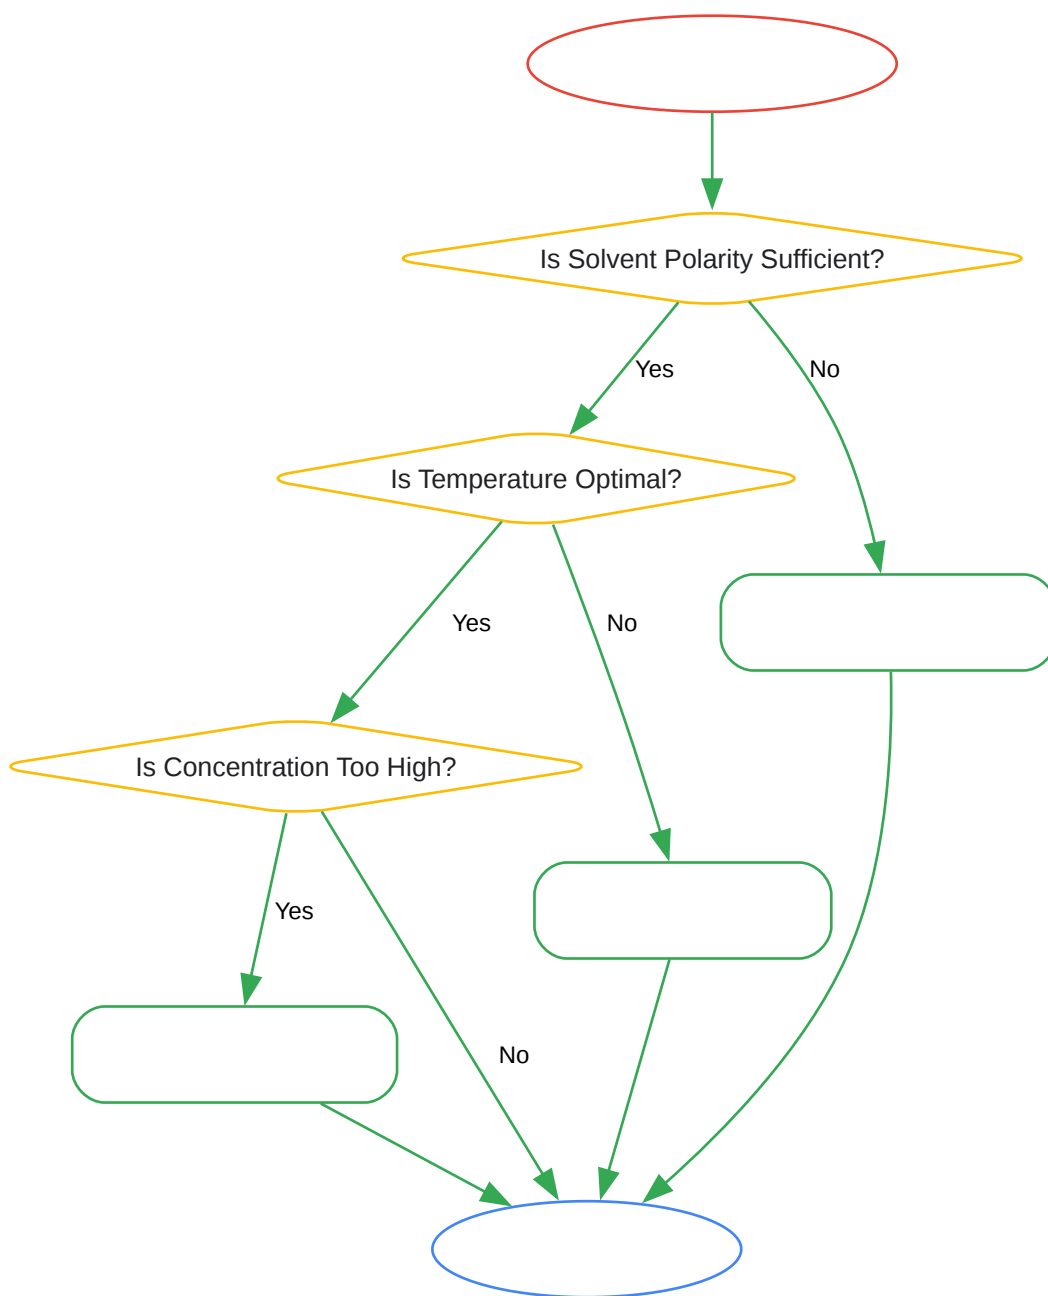 Is Solvent Polarity Sufficient?
Yes
No
Is Temperature Optimal?
Yes
No
Is Concentration Too High?
Yes
No